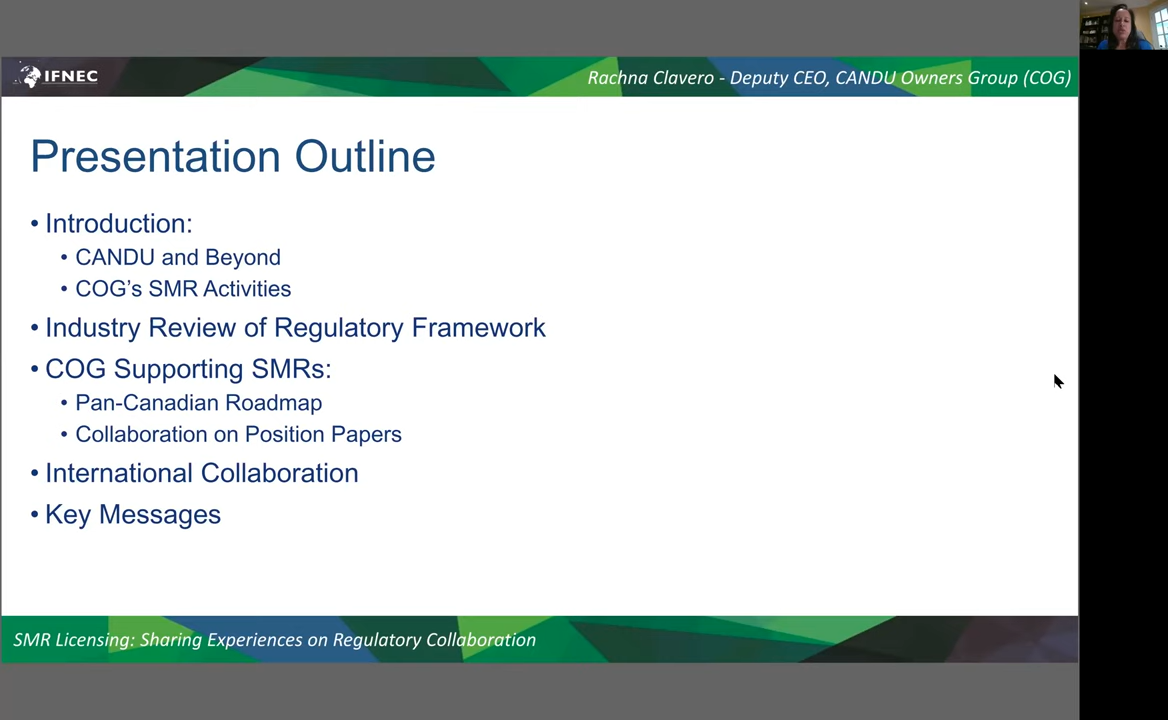 IFNEC
Rachna Clavero - Deputy CEO, CANDU Owners Group (COG)
Presentation Outline
• Introduction:
• CANDU and Beyond
• COG's SMR Activities
• Industry Review of Regulatory Framework
• COG Supporting SMRs:
• Pan-Canadian Roadmap
• Collaboration on Position Papers
• International Collaboration
• Key Messages
SMR Licensing: Sharing Experiences on Regulatory Collaboration